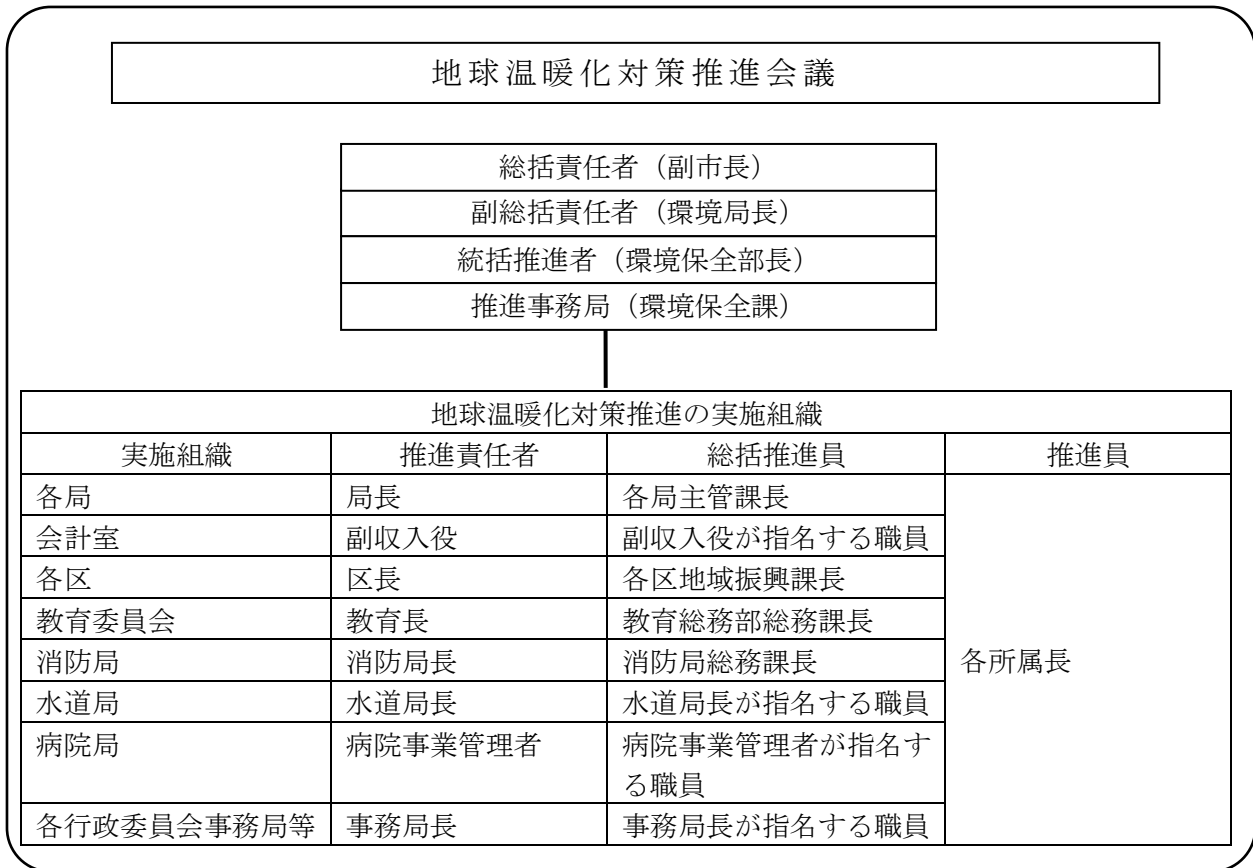 地球温暖化対策推進会議
総括責任者（副市長）
副総括責任者（環境局長）
統括推進者（環境保全部長）
推進事務局（環境保全課）
地球温暖化対策推進の実施組織
実施組織 推進責任者 総括推進員 推進員
各局 局長 各局主管課長
会計室 副収入役 副収入役が指名する職員
各区 区長 各区地域振興課長
教育委員会 教育長 教育総務部総務課長
消防局 消防局長 消防局総務課長 各所属長
水道局 水道局長 水道局長が指名する職員
病院局 病院事業管理者 病院事業管理者が指名す
る職員
各行政委員会事務局等 事務局長 事務局長が指名する職員